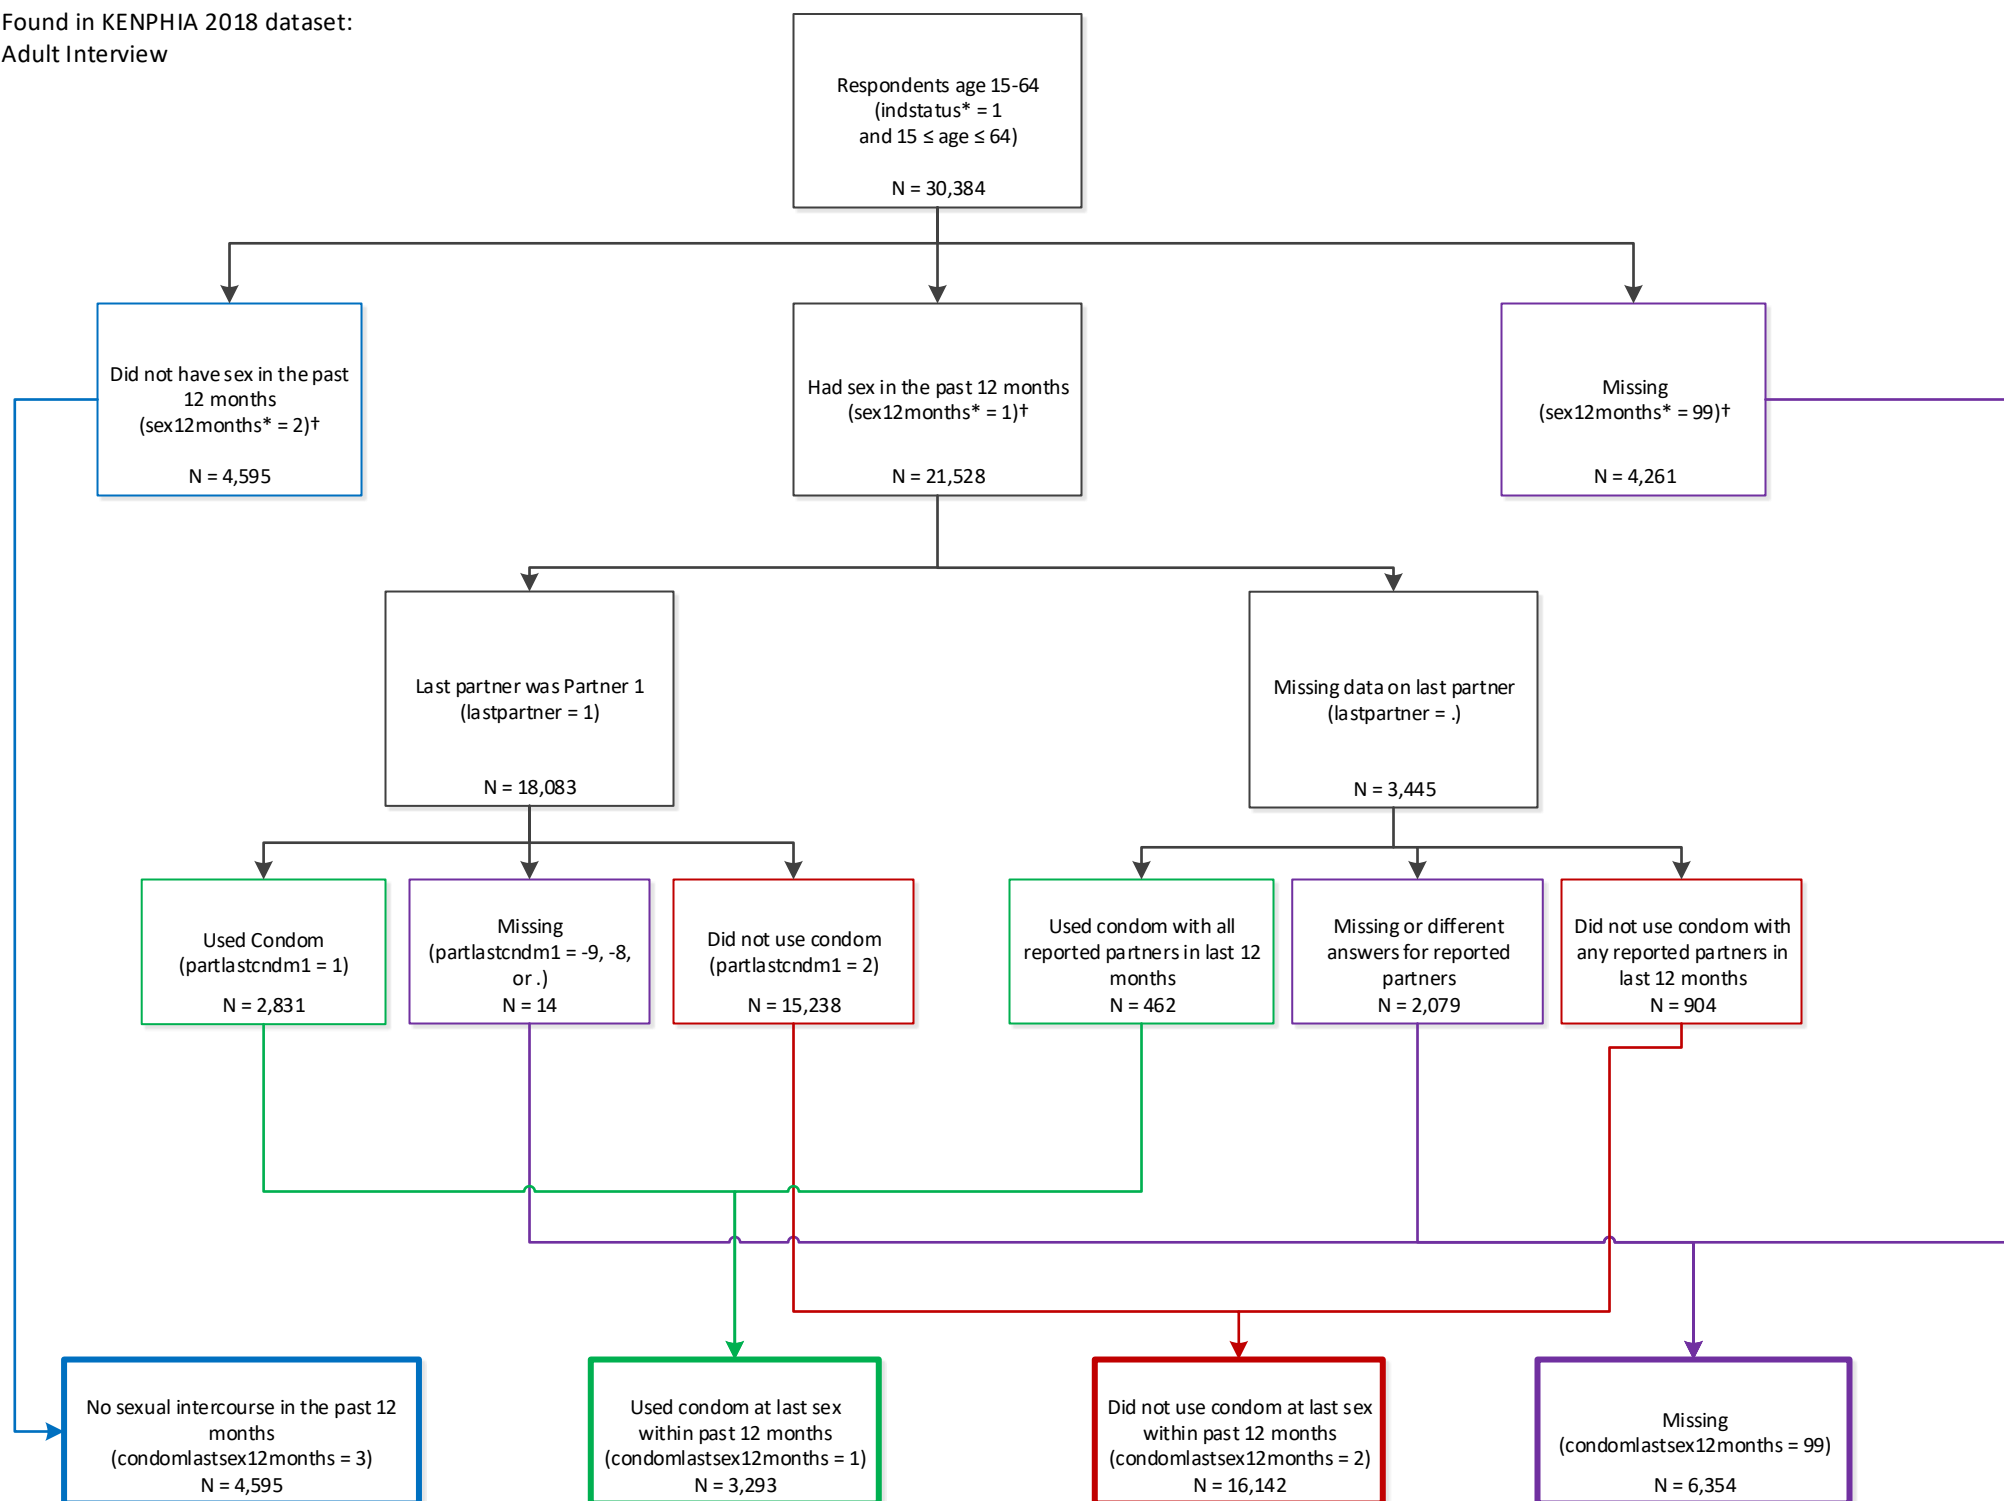 Found in KENPHIA 2018 dataset:
Adult Interview
Respondents age 15-64
(indstatus* = 1
and 15 ≤ age ≤ 64)
N = 30,384
Did not have sex in the past
12 months
(sex12months* = 2)†
N = 4,595
Had sex in the past 12 months
(sex12months* = 1)†
N = 21,528
Missing
(sex12months* = 99)†
N = 4,261
Last partner was Partner 1
(lastpartner = 1)
N = 18,083
Missing data on last partner
(lastpartner = .)
N = 3,445
Used Condom
(partlastcndm1 = 1)
N = 2,831
Missing
(partlastcndm1 = -9, -8,
or .)
N = 14
Did not use condom
(partlastcndm1 = 2)
N = 15,238
Used condom with all
reported partners in last 12
months
N = 462
Missing or different
answers for reported
partners
N = 2,079
Did not use condom with
any reported partners in
last 12 months
N = 904
No sexual intercourse in the past 12
months
(condomlastsex12months = 3)
N = 4,595
Used condom at last sex
within past 12 months
(condomlastsex12months = 1)
N = 3,293
Did not use condom at last sex
within past 12 months
(condomlastsex12months = 2)
N = 16,142
Missing
(condomlastsex12months = 99)
N = 6,354